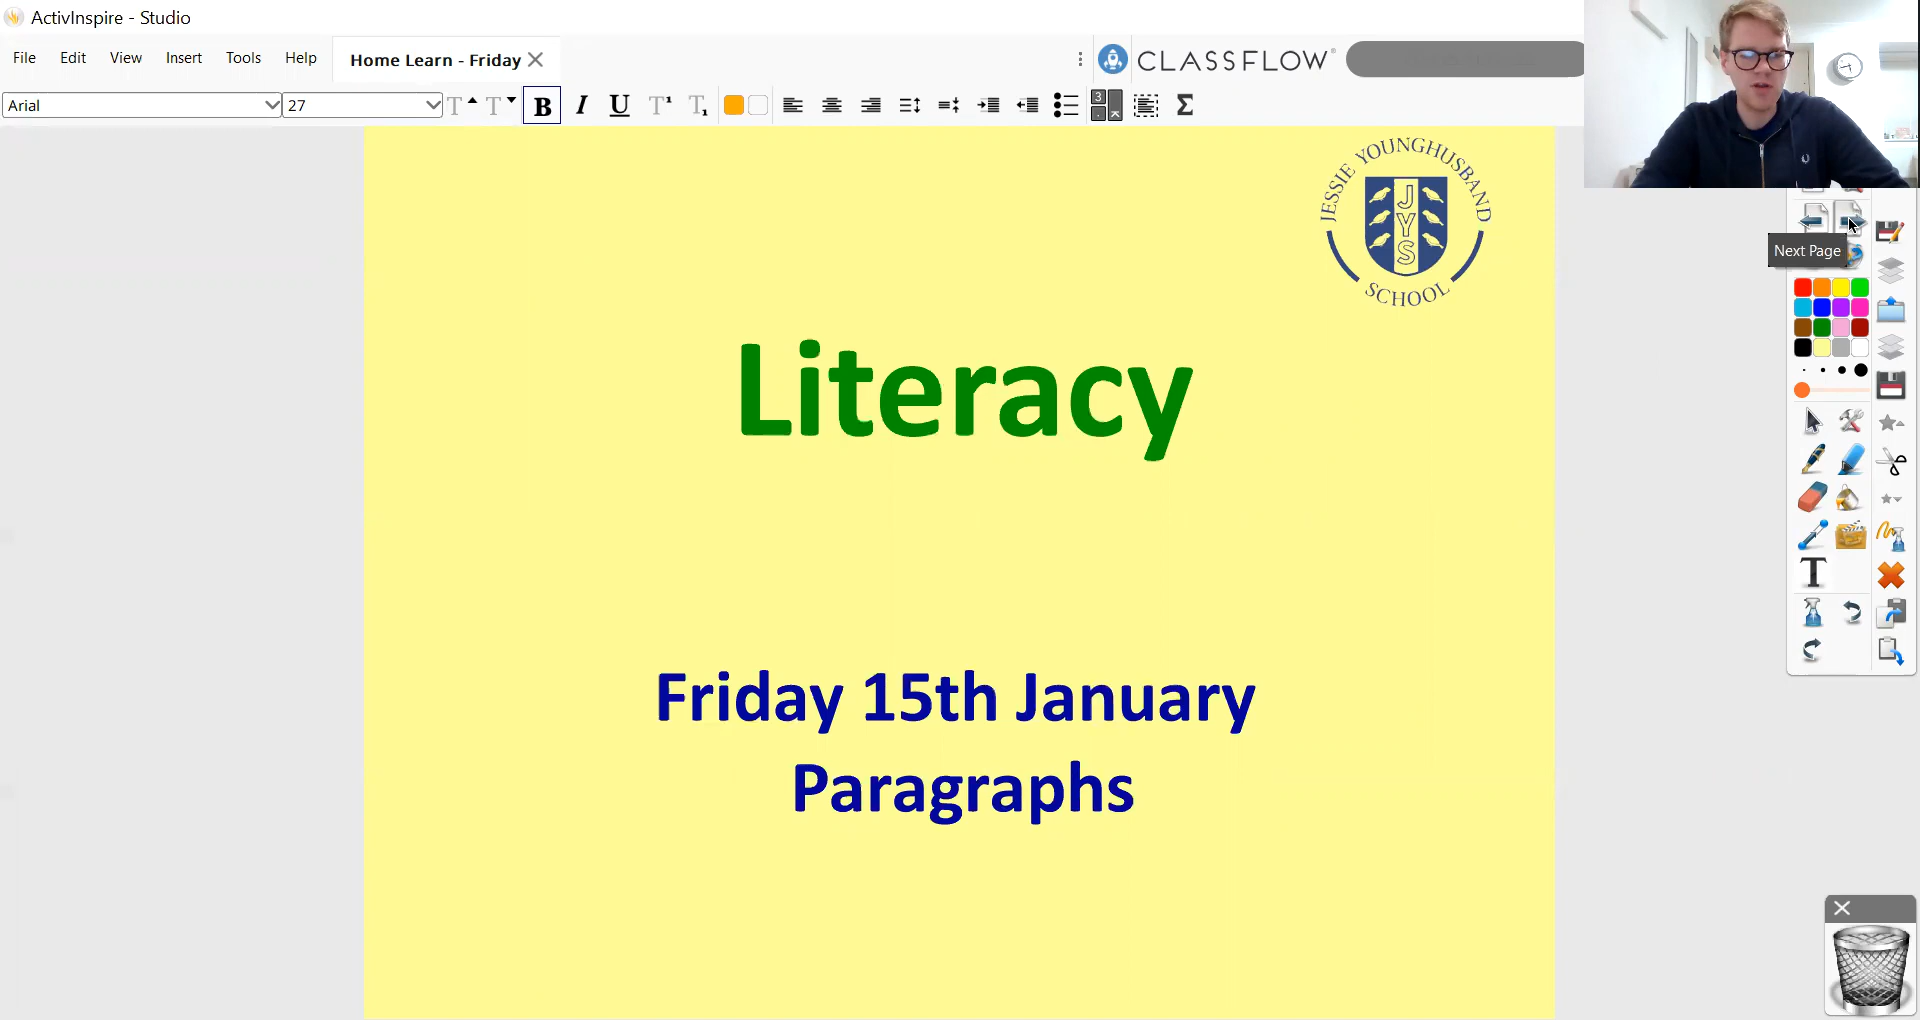 ActivInspire - Studio
File Edit View Insert Tools Help Home Learn - Friday
CLASSFLOW
Arial 27
JESSIE YOUNGHUSBAND
JYS
SCHOOL
Next Page
Literacy
Friday 15th January
Paragraphs